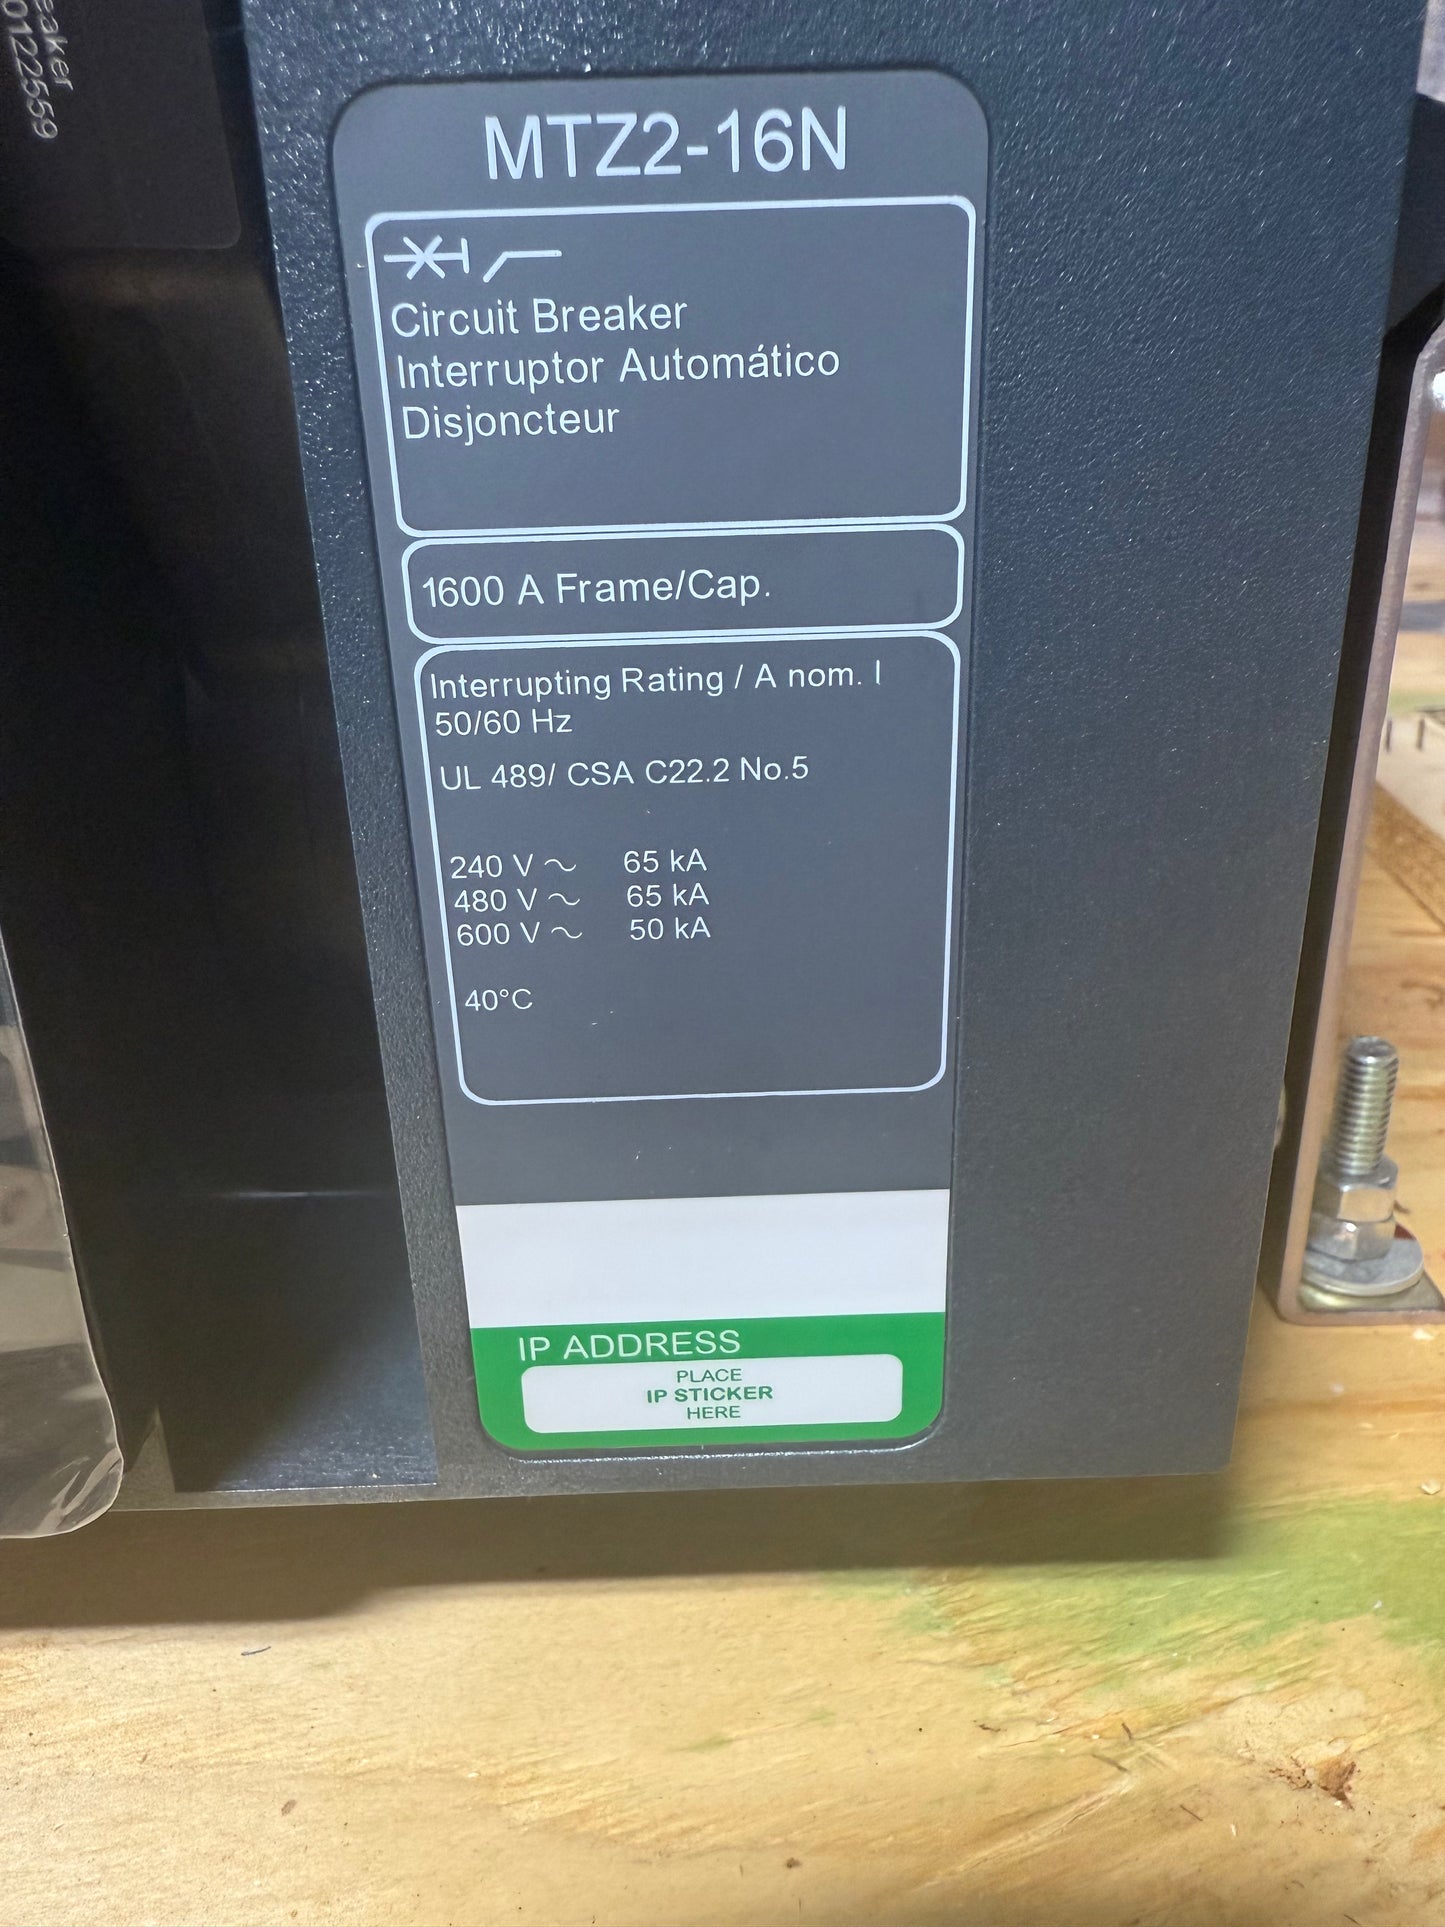 eaker
0122559
MTZ2-16N
Circuit Breaker
Interruptor Automático
Disjoncteur
1600 A Frame/Cap.
Interrupting Rating / A nom. I
50/60 Hz
UL 489/ CSA C22.2 No.5
240 V ~ 65 kA
480 V ~ 65 kA
600 V ~ 50 kA
40°C
IP ADDRESS
PLACE
IP STICKER
HERE